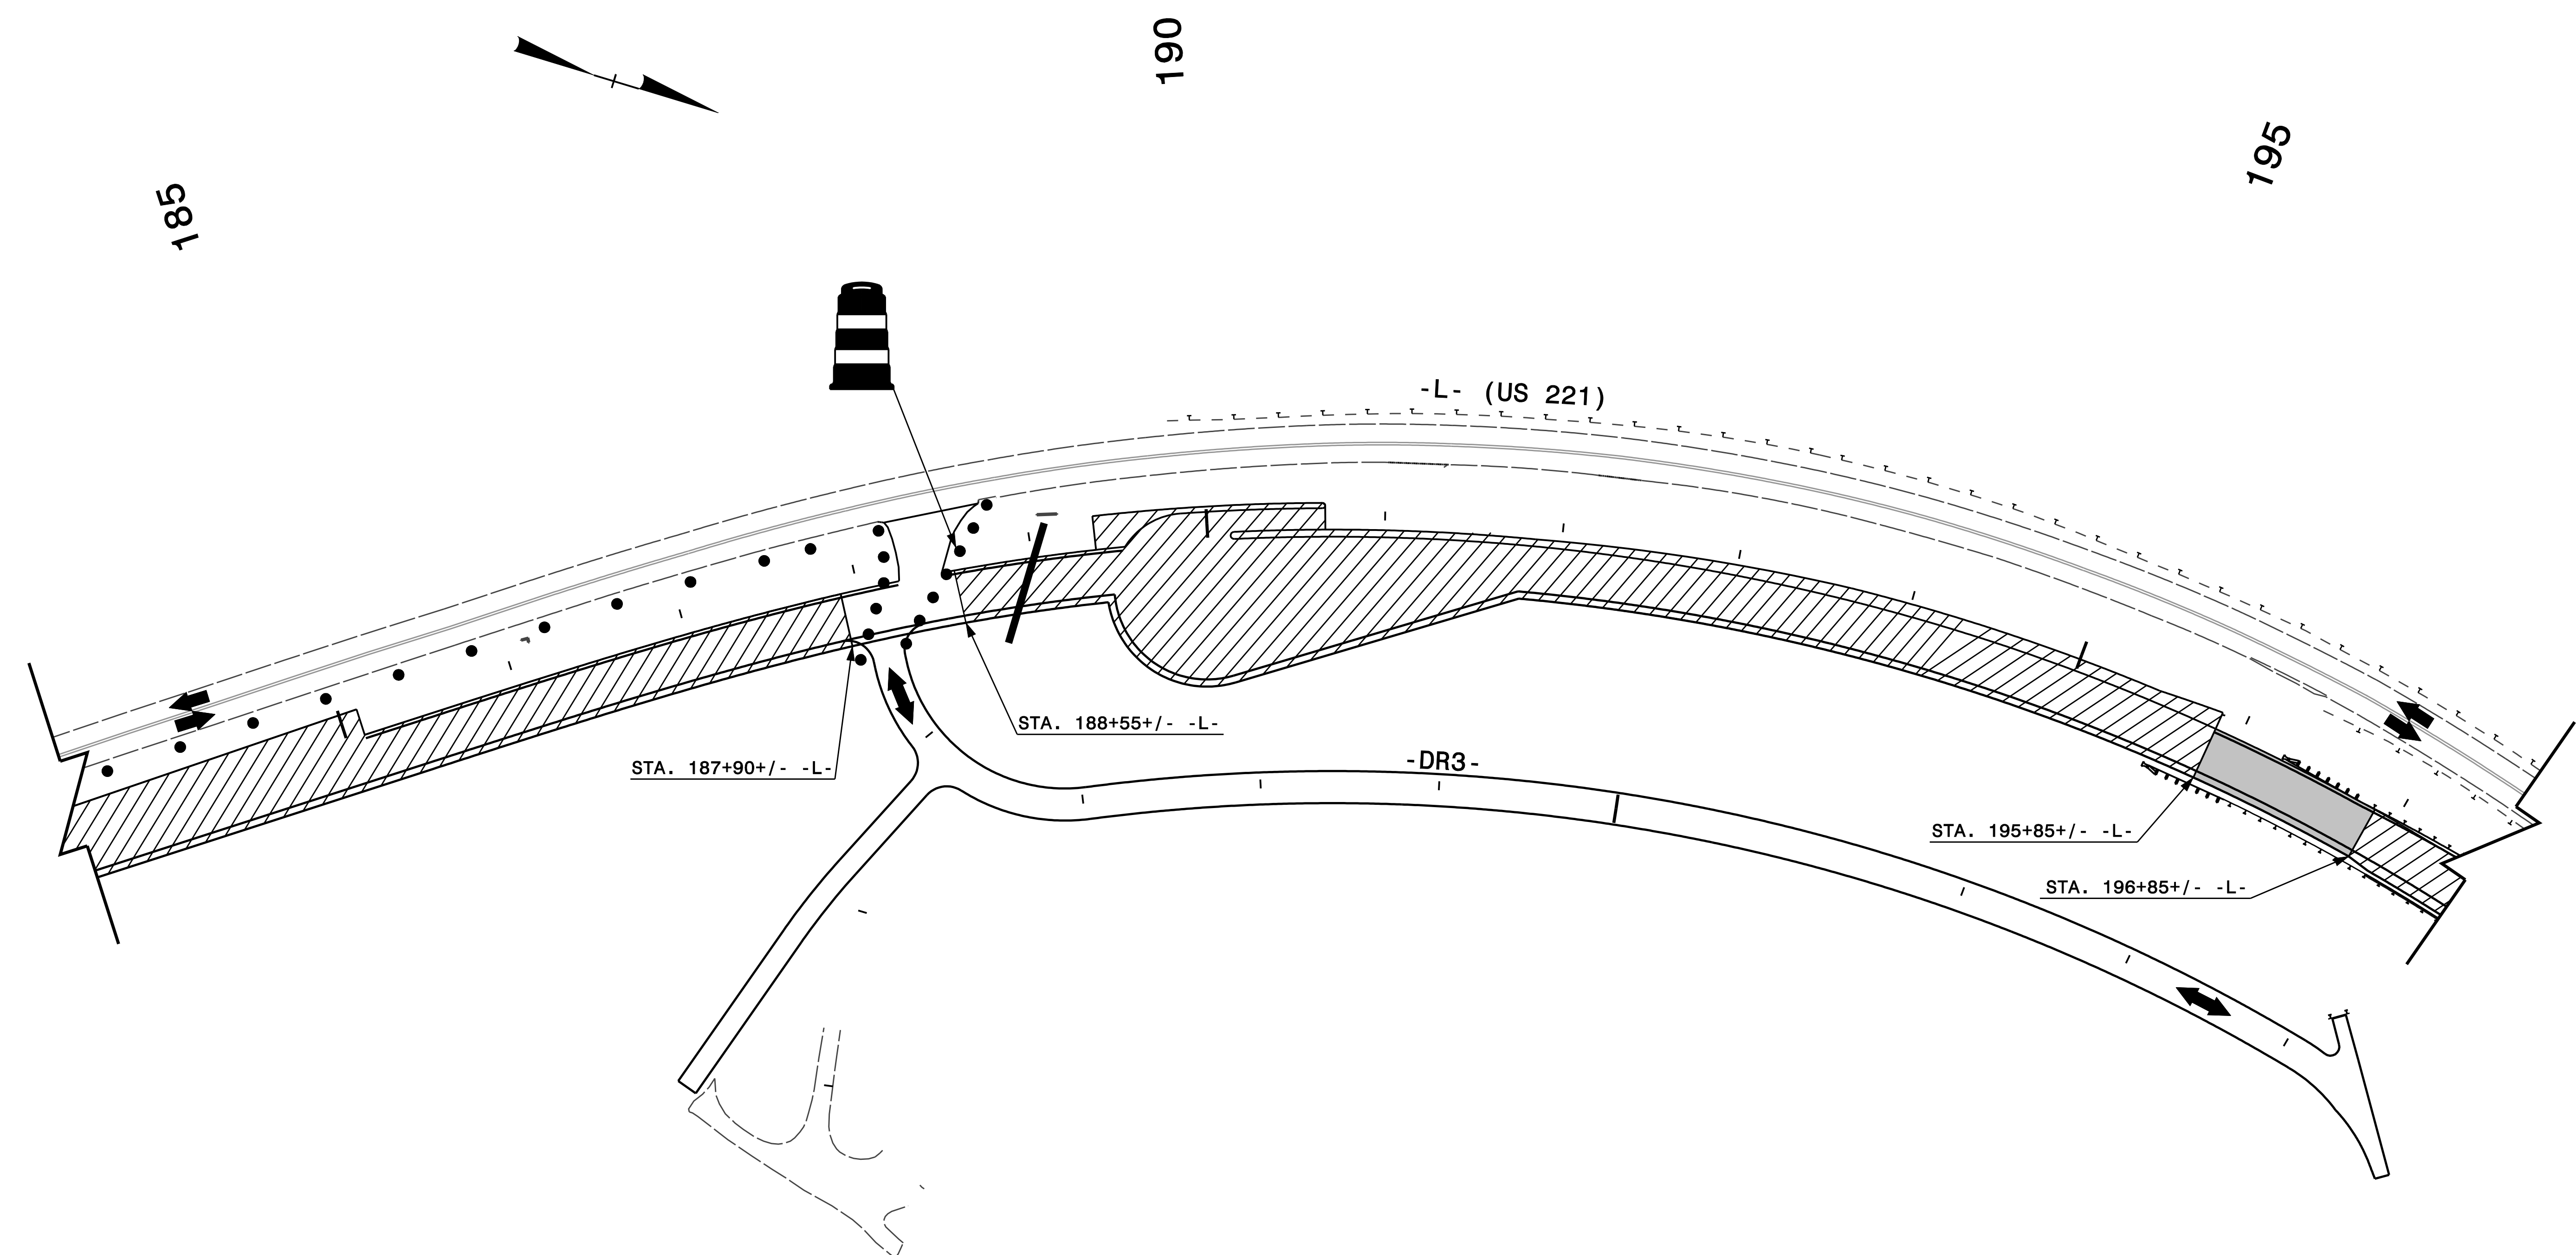 190
195
185
-L- (US 221)
STA. 188+55+/- -L-
STA. 187+90+/- -L-
-DR3-
STA. 195+85+/- -L-
STA. 196+85+/- -L-